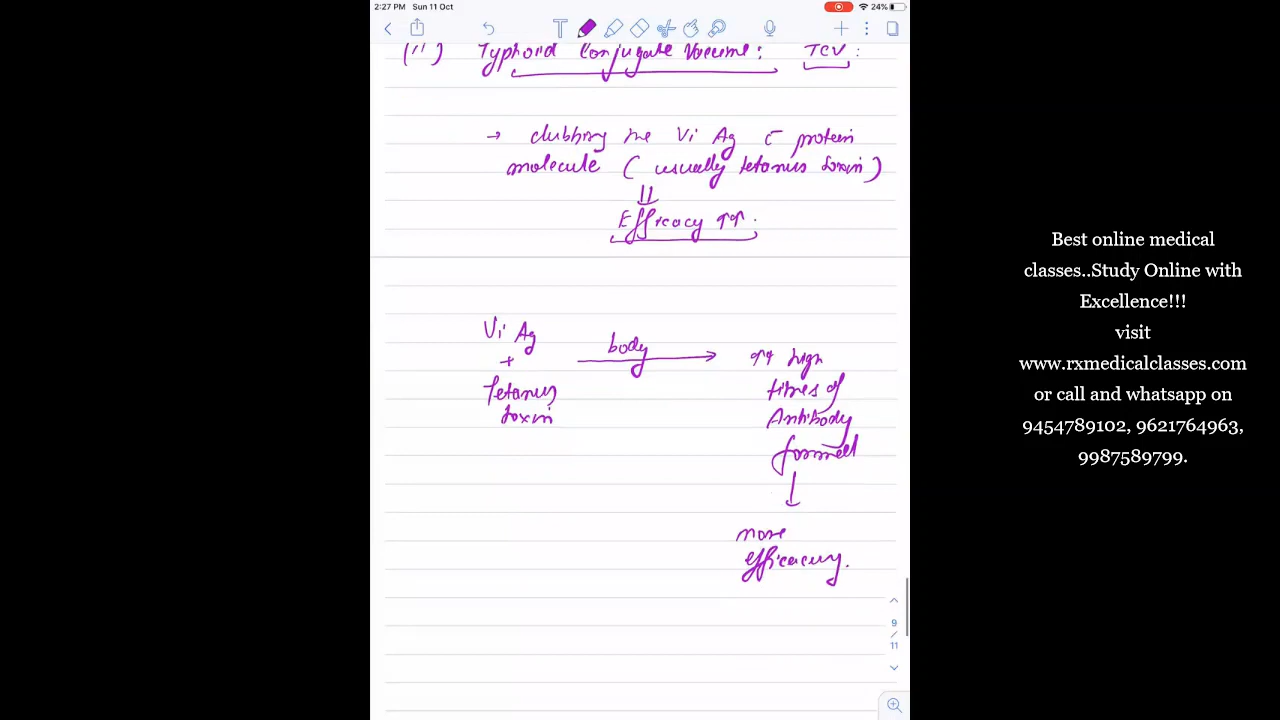 2:27 PM Sun 11 Oct
24%
(II) Typhoid Conjugate Vaccine: TCV:
→ clubbing the Vi Ag c̄ protein
molecule ( usually tetanus toxin )
Efficacy ↑↑.
Vi Ag
+
Tetanus
toxin
body
↑↑ high
titres of
Antibody
formed
↓
more
efficacy.
9
/
11
Best online medical
classes..Study Online with
Excellence!!!
visit
www.rxmedicalclasses.com
or call and whatsapp on
9454789102, 9621764963,
9987589799.